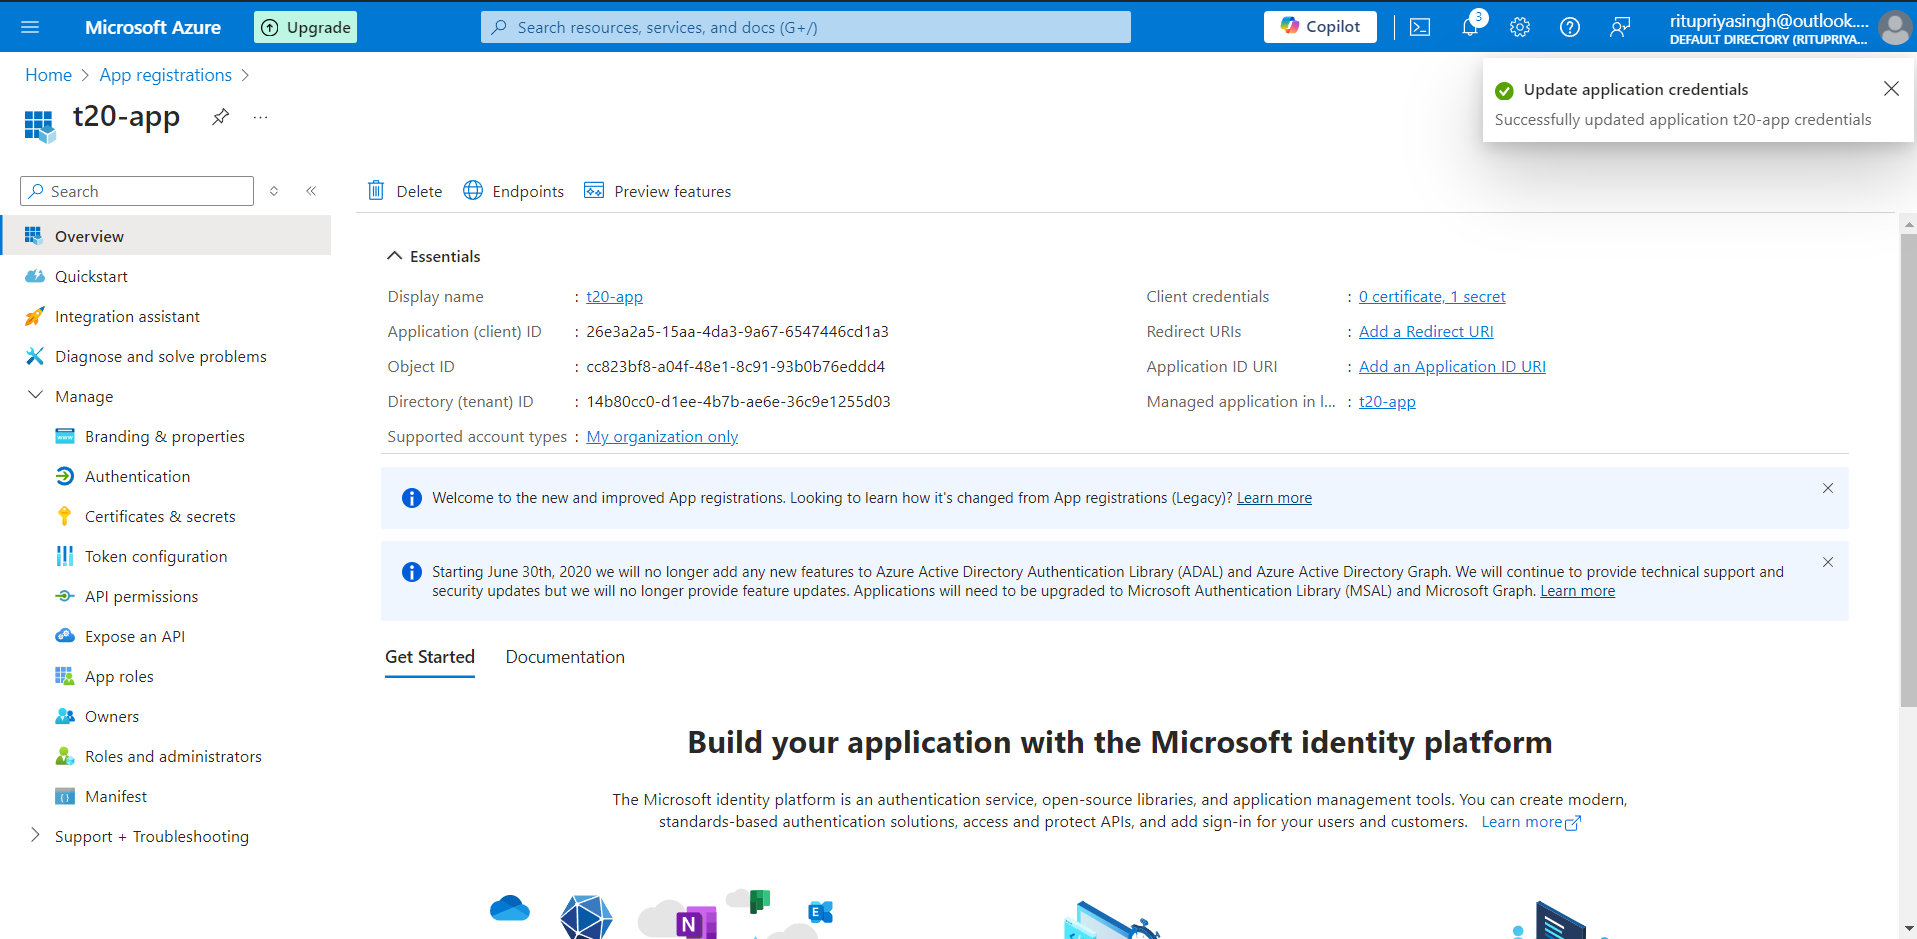 Microsoft Azure
Upgrade
Search resources, services, and docs (G+/)
Copilot
3
ritupriyasingh@outlook....
DEFAULT DIRECTORY (RITUPRIYA...
Home > App registrations >
Update application credentials
Successfully updated application t20-app credentials
t20-app
...
Search
Delete
Endpoints
Preview features
Overview
Quickstart
Integration assistant
Diagnose and solve problems
Manage
Branding & properties
Authentication
Certificates & secrets
Token configuration
API permissions
Expose an API
App roles
Owners
Roles and administrators
Manifest
Support + Troubleshooting
Essentials
Display name : t20-app
Application (client) ID : 26e3a2a5-15aa-4da3-9a67-6547446cd1a3
Object ID : cc823bf8-a04f-48e1-8c91-93b0b76eddd4
Directory (tenant) ID : 14b80cc0-d1ee-4b7b-ae6e-36c9e1255d03
Supported account types : My organization only
Client credentials : 0 certificate, 1 secret
Redirect URIs : Add a Redirect URI
Application ID URI : Add an Application ID URI
Managed application in l... : t20-app
Welcome to the new and improved App registrations. Looking to learn how it's changed from App registrations (Legacy)? Learn more
Starting June 30th, 2020 we will no longer add any new features to Azure Active Directory Authentication Library (ADAL) and Azure Active Directory Graph. We will continue to provide technical support and
security updates but we will no longer provide feature updates. Applications will need to be upgraded to Microsoft Authentication Library (MSAL) and Microsoft Graph. Learn more
Get Started
Documentation
Build your application with the Microsoft identity platform
The Microsoft identity platform is an authentication service, open-source libraries, and application management tools. You can create modern,
standards-based authentication solutions, access and protect APIs, and add sign-in for your users and customers. Learn more
N
E